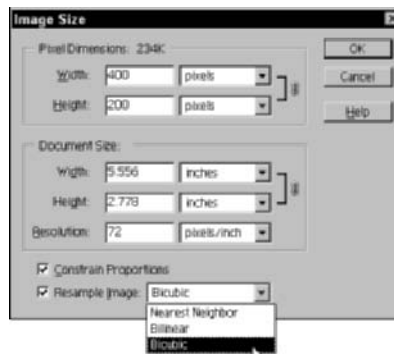 Image Size
Pixel Dimensions: 234K
OK
Width: 400 pixels
Cancel
Height: 200 pixels
Help
Document Size:
Width: 5.556 inches
Height: 2.778 inches
Resolution: 72 pixels/inch
Constrain Proportions
Resample Image: Bicubic
Nearest Neighbor
Bilinear
Bicubic